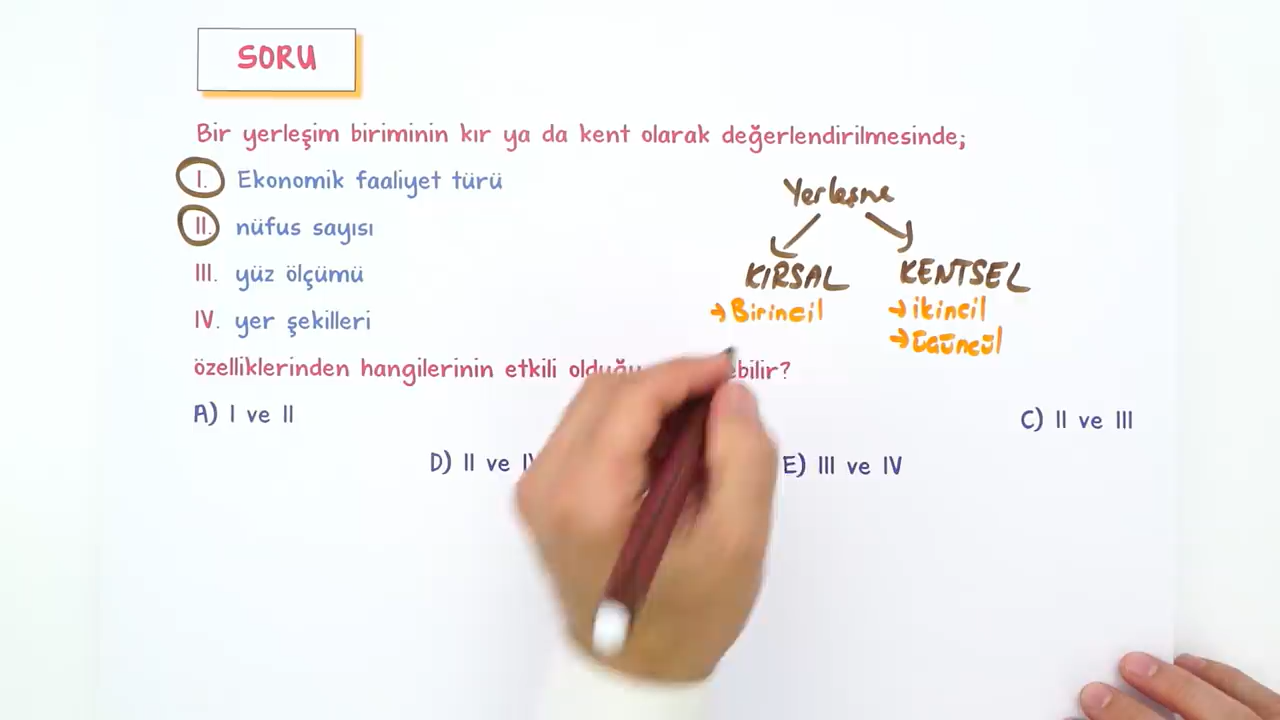 SORU
Bir yerleşim biriminin kır ya da kent olarak değerlendirilmesinde;
I. Ekonomik faaliyet türü
II. nüfus sayısı
III. yüz ölçümü
IV. yer şekilleri
Yerleşme
KIRSAL KENTSEL
→ Birincil → ikincil
→ Üçüncül
özelliklerinden hangilerinin etkili olduğu
A) I ve II
C) II ve III
D) II ve
E) III ve IV